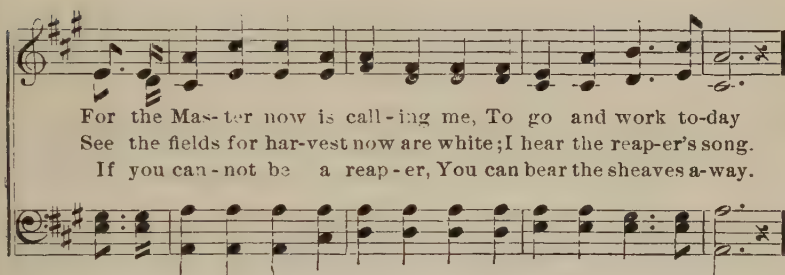 For the Mas-ter now is call-ing me, To go and work to-day
See the fields for har-vest now are white; I hear the reap-er's song.
If you can-not be a reap-er, You can bear the sheaves a-way.